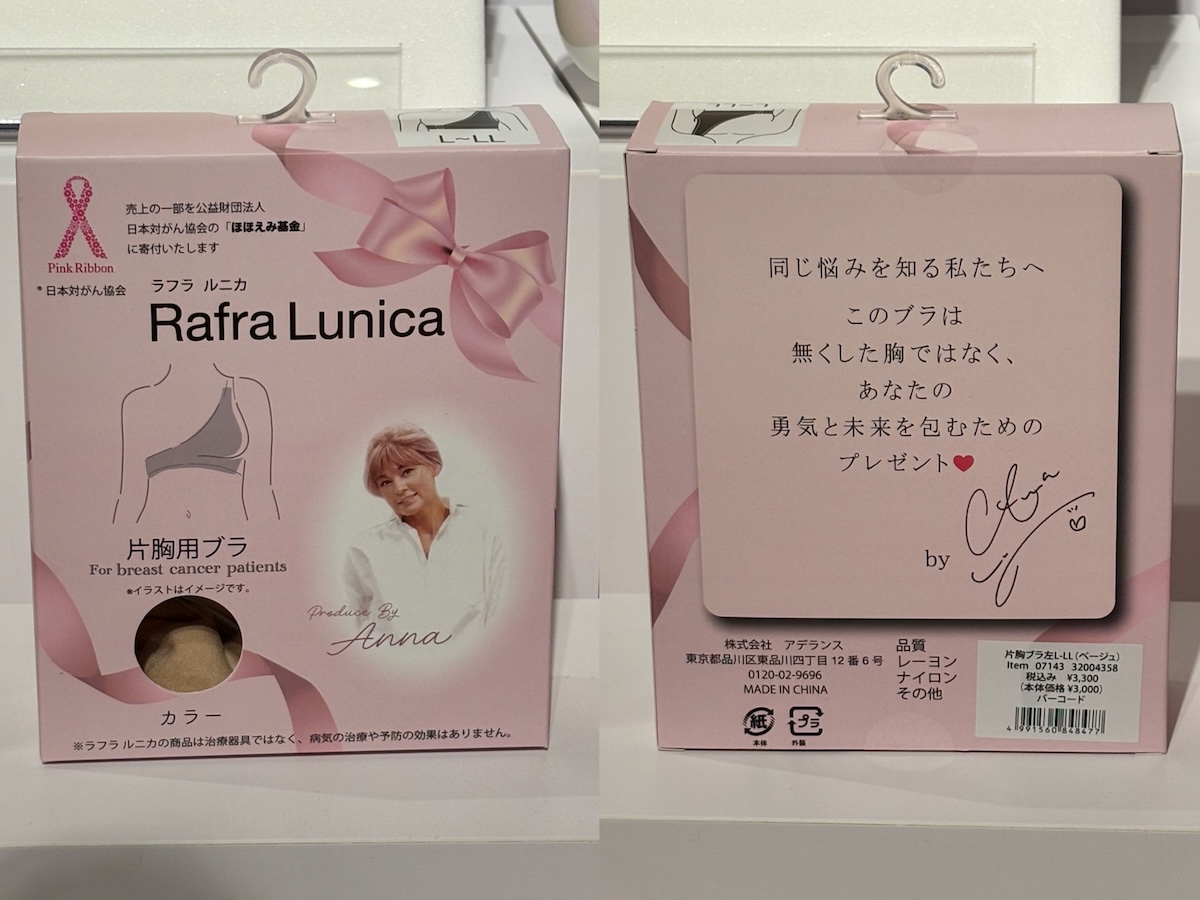 L~LL
Pink Ribbon
®日本対がん協会
売上の一部を公益財団法人
日本対がん協会の「ほほえみ基金」
に寄付いたします
ラフラ ルニカ
Rafra Lunica
片胸用ブラ
For breast cancer patients
※イラストはイメージです。
Produce By
Anna
カラー
※ラフラ ルニカの商品は治療器具ではなく、病気の治療や予防の効果はありません。
L~LL
同じ悩みを知る私たちへ
このブラは
無くした胸ではなく、
あなたの
勇気と未来を包むための
プレゼント❤
by
株式会社 アデランス
東京都品川区東品川四丁目12番6号
0120-02-9696
MADE IN CHINA
紙
本体
プラ
外装
品質
レーヨン
ナイロン
その他
片胸ブラ左L-LL(ベージュ)
Item 07143 32004358
税込み ¥3,300
(本体価格 ¥3,000)
バーコード
4 991560 848477